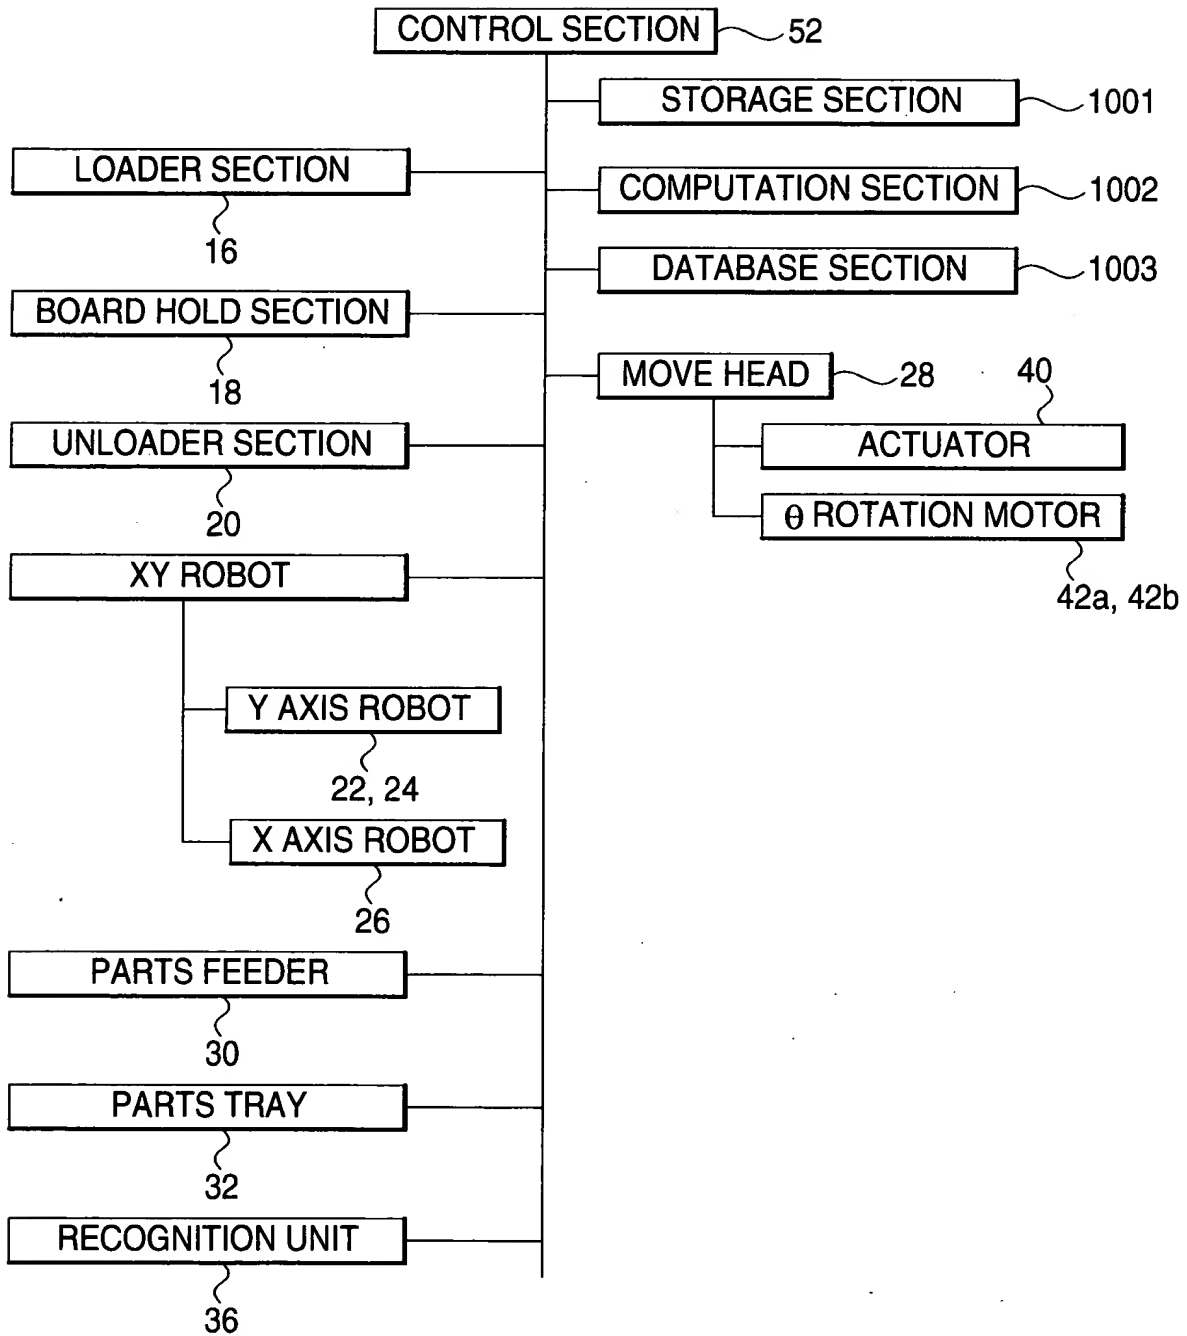 CONTROL SECTION 52
STORAGE SECTION 1001
LOADER SECTION
16
COMPUTATION SECTION 1002
DATABASE SECTION 1003
BOARD HOLD SECTION
18
MOVE HEAD 28
40
ACTUATOR
UNLOADER SECTION
20
θ ROTATION MOTOR
42a, 42b
XY ROBOT
Y AXIS ROBOT
22, 24
X AXIS ROBOT
26
PARTS FEEDER
30
PARTS TRAY
32
RECOGNITION UNIT
36